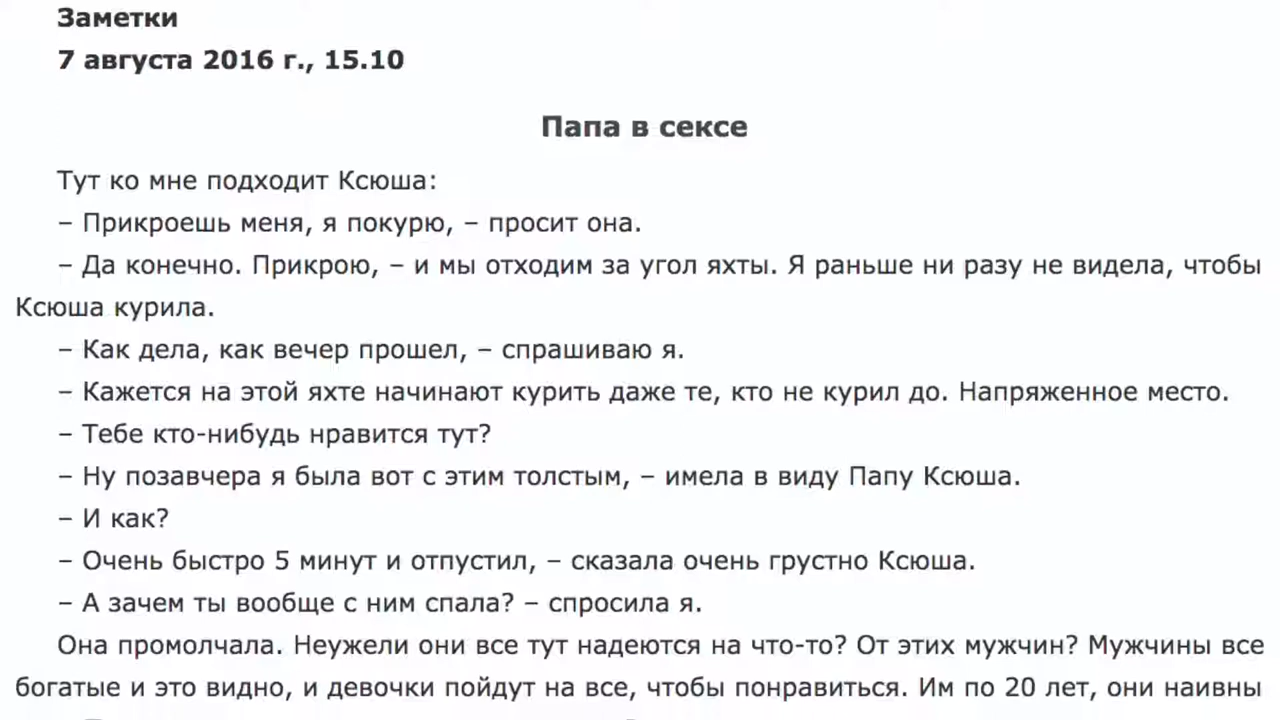 Заметки
7 августа 2016 г., 15.10
Папа в сексе
Тут ко мне подходит Ксюша:
– Прикроешь меня, я покурю, – просит она.
– Да конечно. Прикрою, – и мы отходим за угол яхты. Я раньше ни разу не видела, чтобы
Ксюша курила.
– Как дела, как вечер прошел, – спрашиваю я.
– Кажется на этой яхте начинают курить даже те, кто не курил до. Напряженное место.
– Тебе кто-нибудь нравится тут?
– Ну позавчера я была вот с этим толстым, – имела в виду Папу Ксюша.
– И как?
– Очень быстро 5 минут и отпустил, – сказала очень грустно Ксюша.
– А зачем ты вообще с ним спала? – спросила я.
Она промолчала. Неужели они все тут надеются на что-то? От этих мужчин? Мужчины все
богатые и это видно, и девочки пойдут на все, чтобы понравиться. Им по 20 лет, они наивны